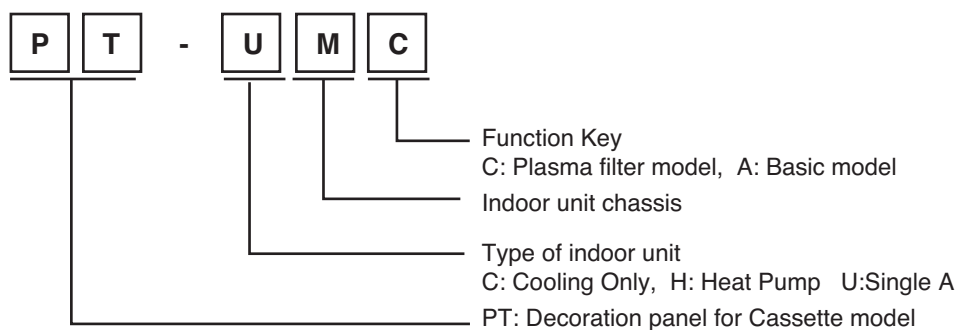 P T - U M C
Function Key
C: Plasma filter model, A: Basic model
Indoor unit chassis
Type of indoor unit
C: Cooling Only, H: Heat Pump U:Single A
PT: Decoration panel for Cassette model